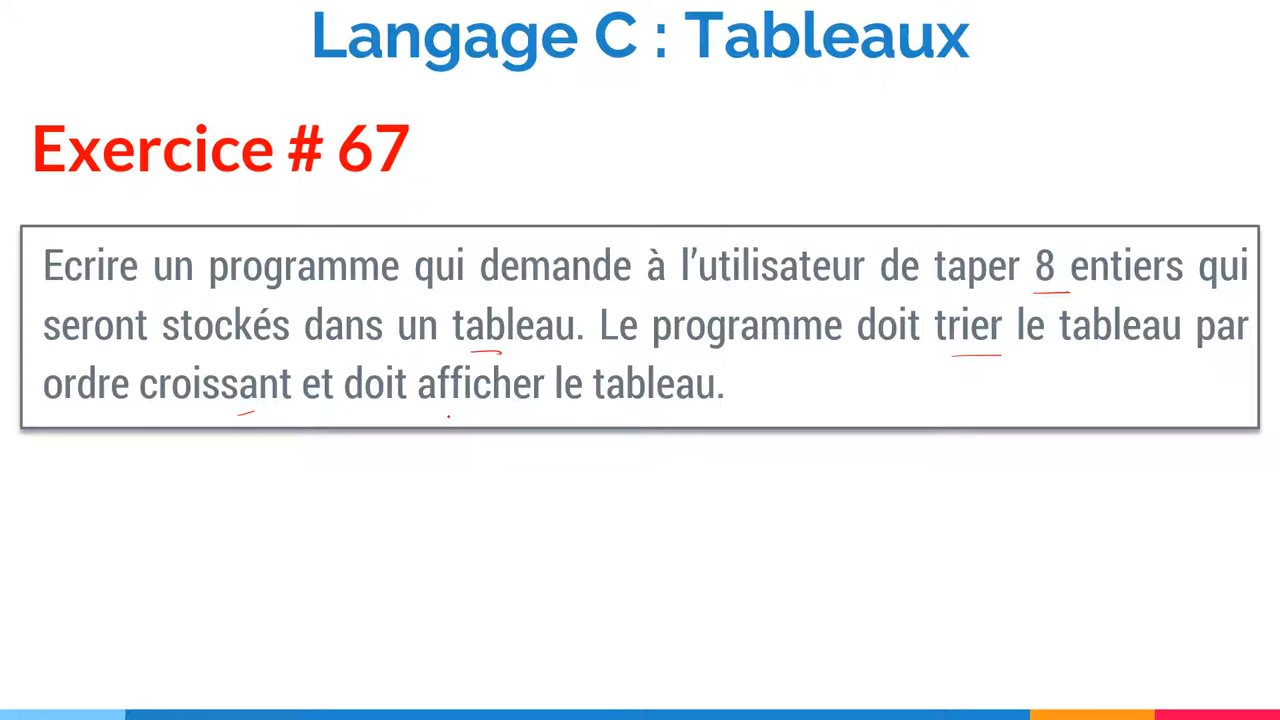 Langage C : Tableaux
Exercice # 67
Ecrire un programme qui demande à l’utilisateur de taper 8 entiers qui
seront stockés dans un tableau. Le programme doit trier le tableau par
ordre croissant et doit afficher le tableau.